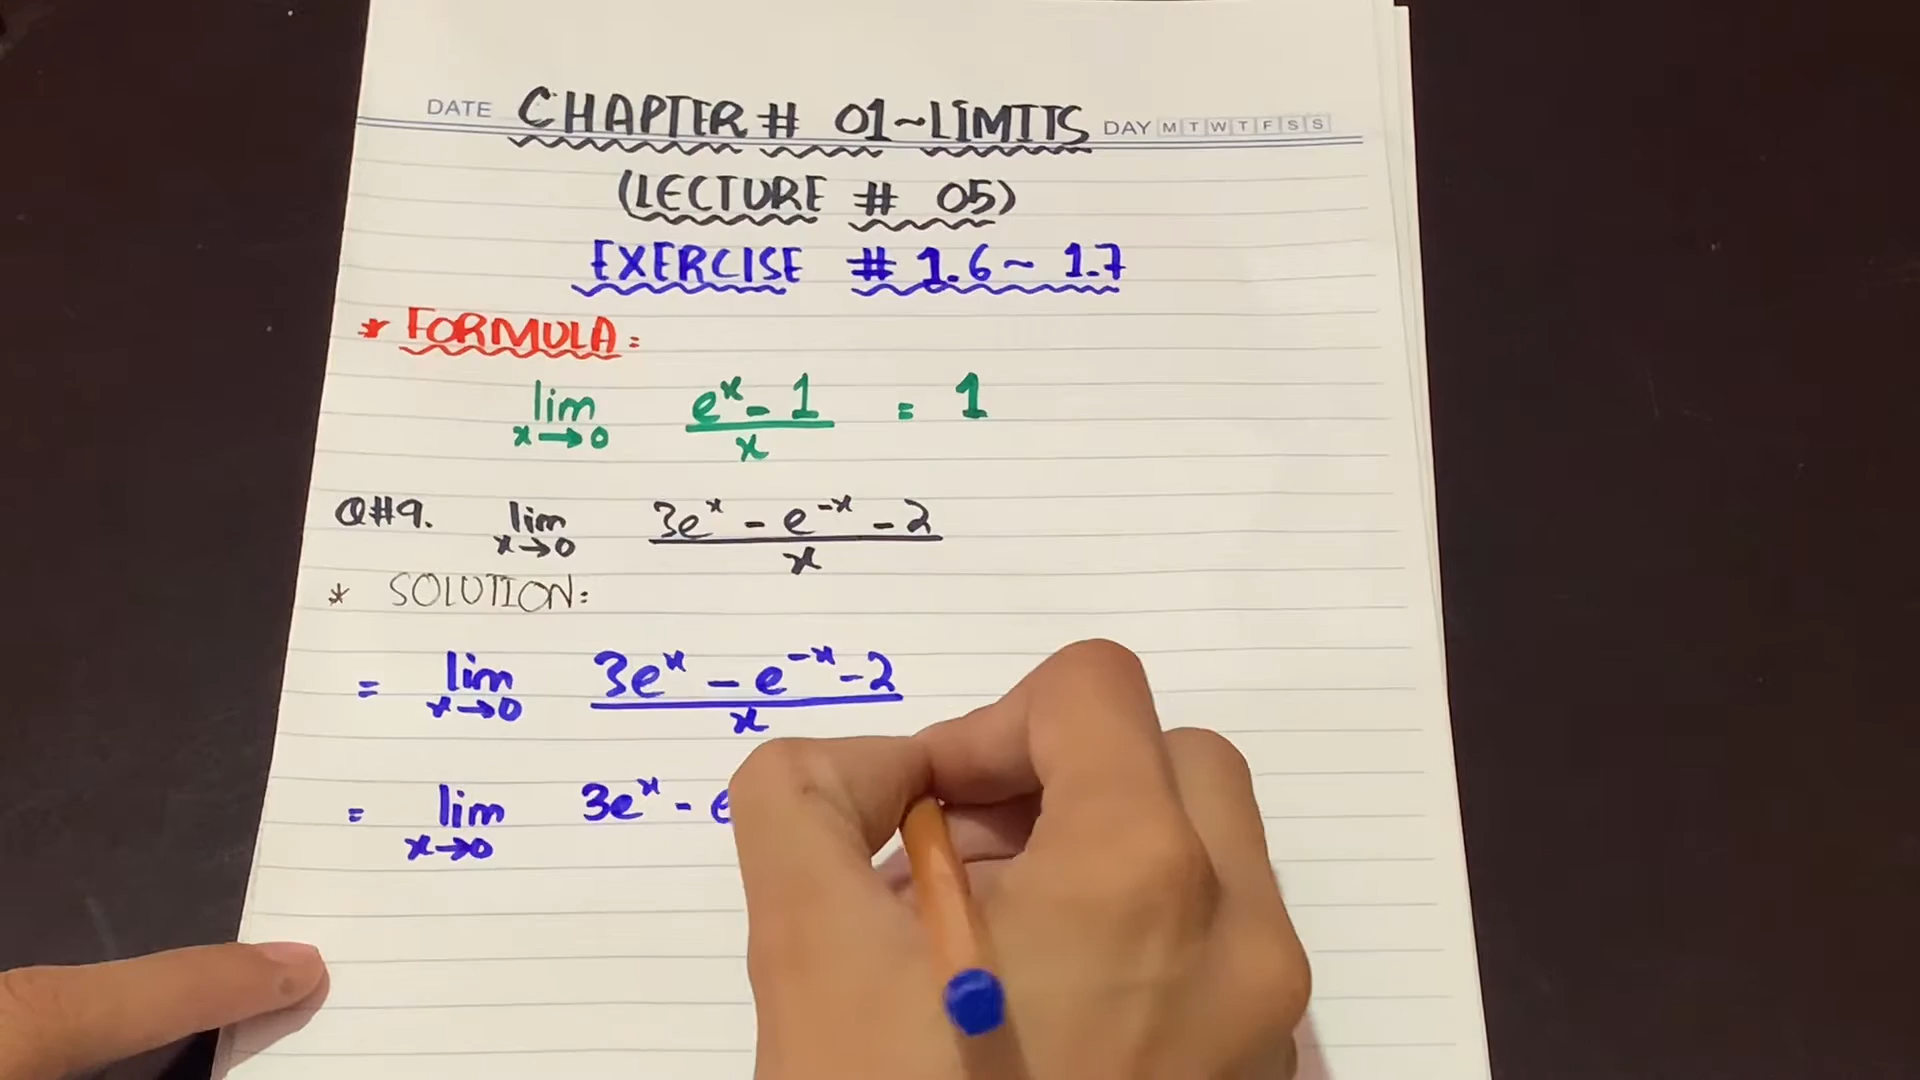 DATE CHAPTER # 01~LIMITS DAY M T W T F S S
(LECTURE # 05)
EXERCISE # 1.6 ~ 1.7
* FORMULA:
lim x→0 (e^x - 1)/x = 1
Q#9. lim x→0 (3e^x - e^-x - 2)/x
* SOLUTION:
= lim x→0 (3e^x - e^-x - 2)/x
= lim x→0 3e^x - e